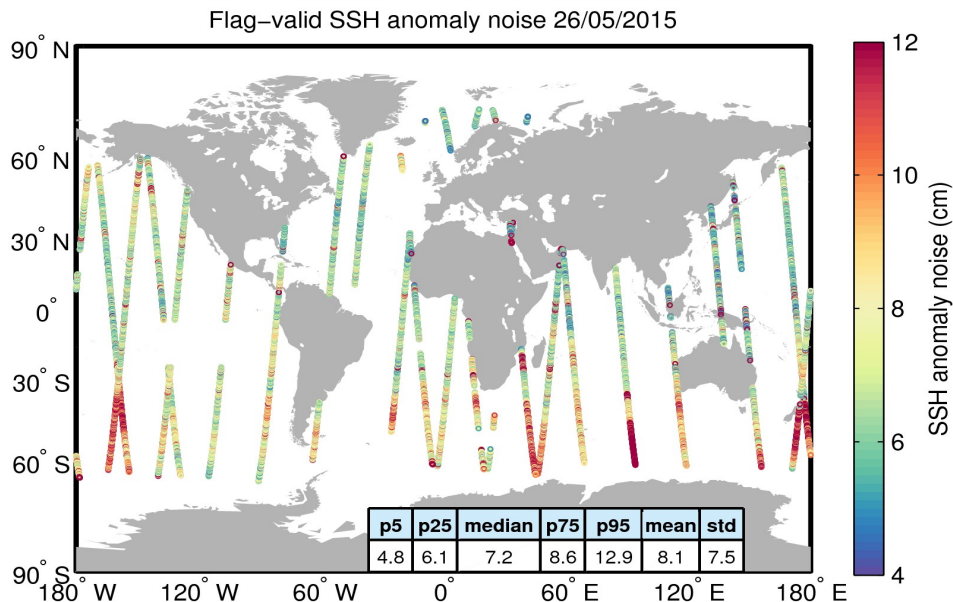 Flag−valid SSH anomaly noise 26/05/2015
90° N
60° N
30° N
0°
30° S
60° S
90° S
180° W
120° W
60° W
0°
60° E
120° E
180° E
p5 p25 median p75 p95 mean std
4.8 6.1 7.2 8.6 12.9 8.1 7.5
12
10
8
6
4
SSH anomaly noise (cm)